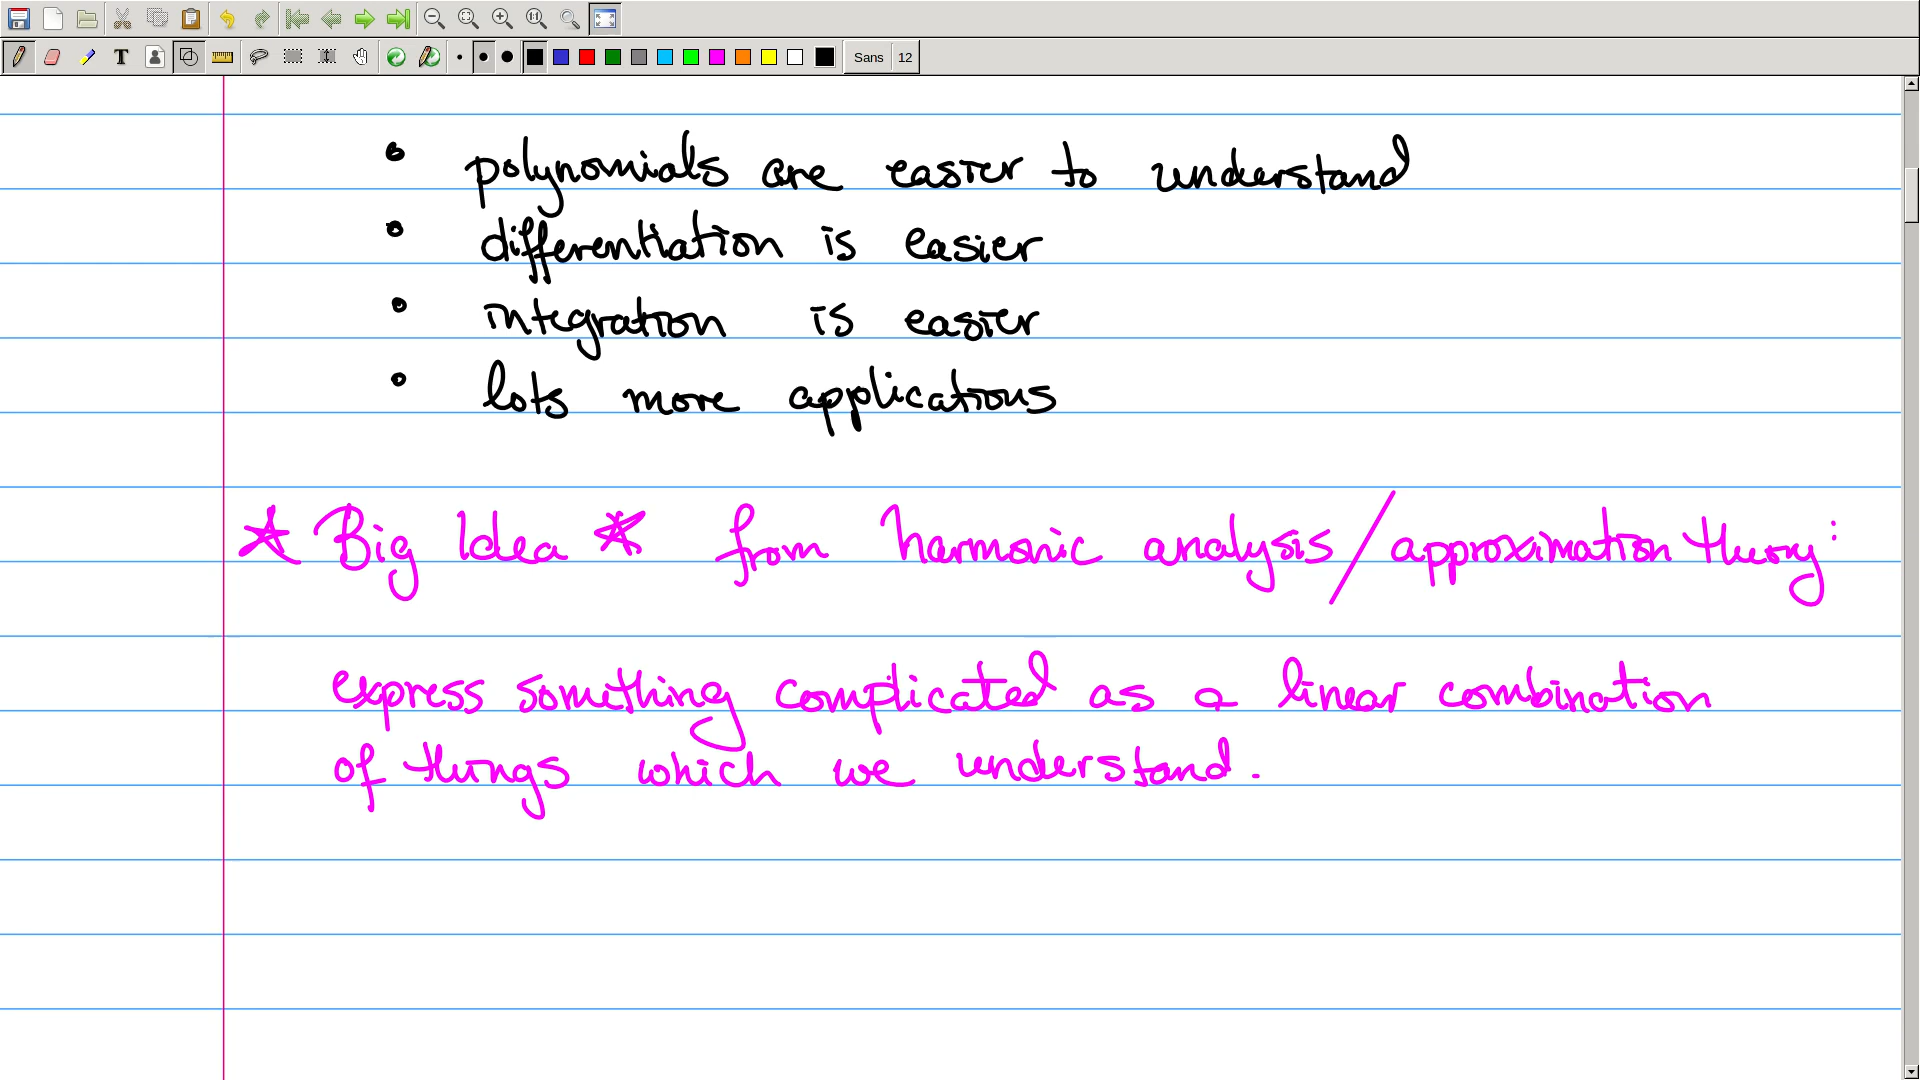 T Sans 12
• polynomials are easier to understand
• differentiation is easier
• integration is easier
• lots more applications
☆ Big Idea ☆ from harmonic analysis/approximation theory:
express something complicated as a linear combination
of things which we understand.